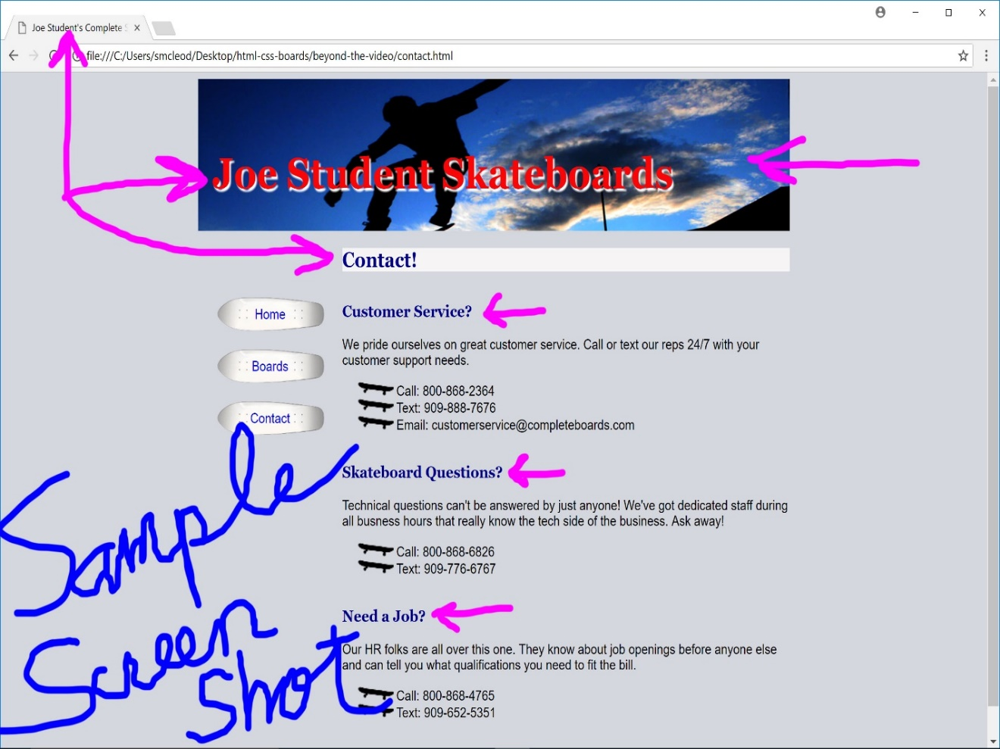 Joe Student's Complete S
file:///C:/Users/smcleod/Desktop/html-css-boards/beyond-the-video/contact.html
Joe Student Skateboards
Contact!
Home
Boards
Contact
Customer Service?
We pride ourselves on great customer service. Call or text our reps 24/7 with your
customer support needs.
Call: 800-868-2364
Text: 909-888-7676
Email: customerservice@completeboards.com
Skateboard Questions?
Technical questions can't be answered by just anyone! We've got dedicated staff during
all busness hours that really know the tech side of the business. Ask away!
Call: 800-868-6826
Text: 909-776-6767
Need a Job?
Our HR folks are all over this one. They know about job openings before anyone else
and can tell you what qualifications you need to fit the bill.
Call: 800-868-4765
Text: 909-652-5351
Sample
Screen
Shot